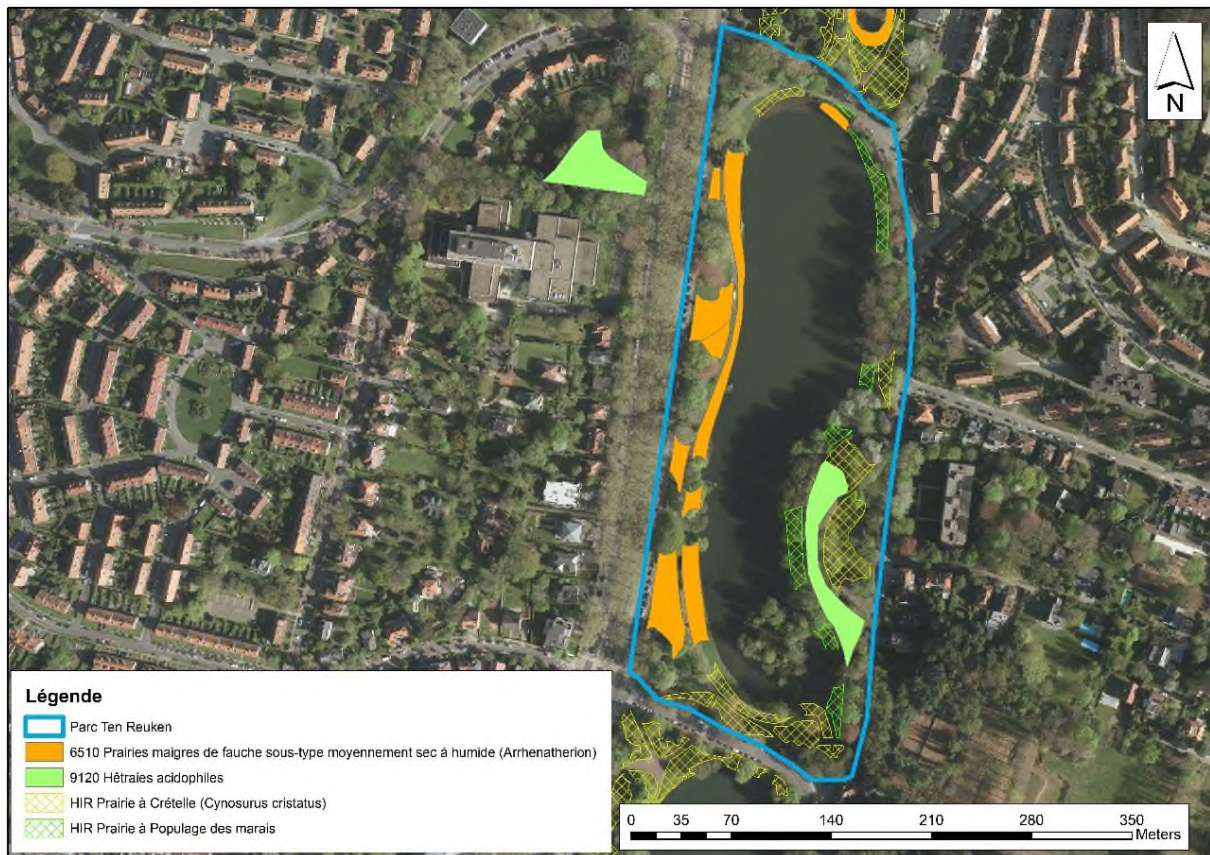 N
Légende
Parc Ten Reuken
6510 Prairies maigres de fauche sous-type moyennement sec à humide (Arrhenatherion)
9120 Hêtraies acidophiles
HIR Prairie à Crételle (Cynosurus cristatus)
HIR Prairie à Populage des marais
0 35 70 140 210 280 350
Meters